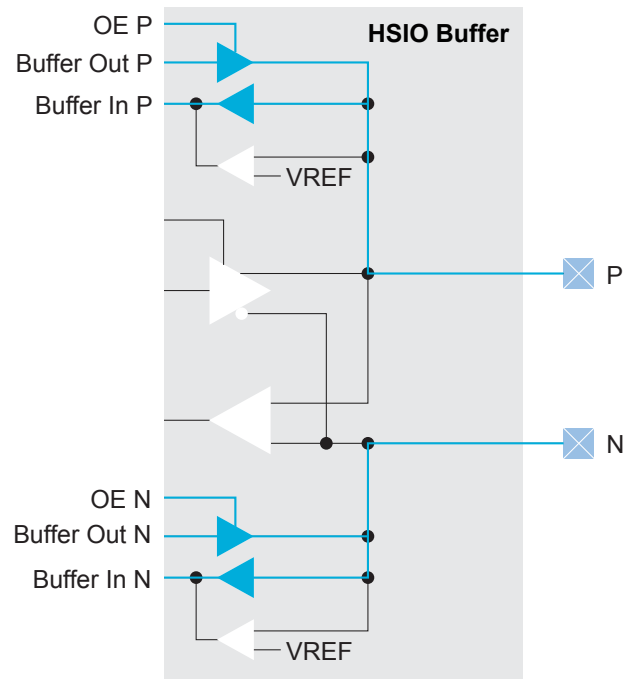 OE P
HSIO Buffer
Buffer Out P
Buffer In P
VREF
P
N
OE N
Buffer Out N
Buffer In N
VREF